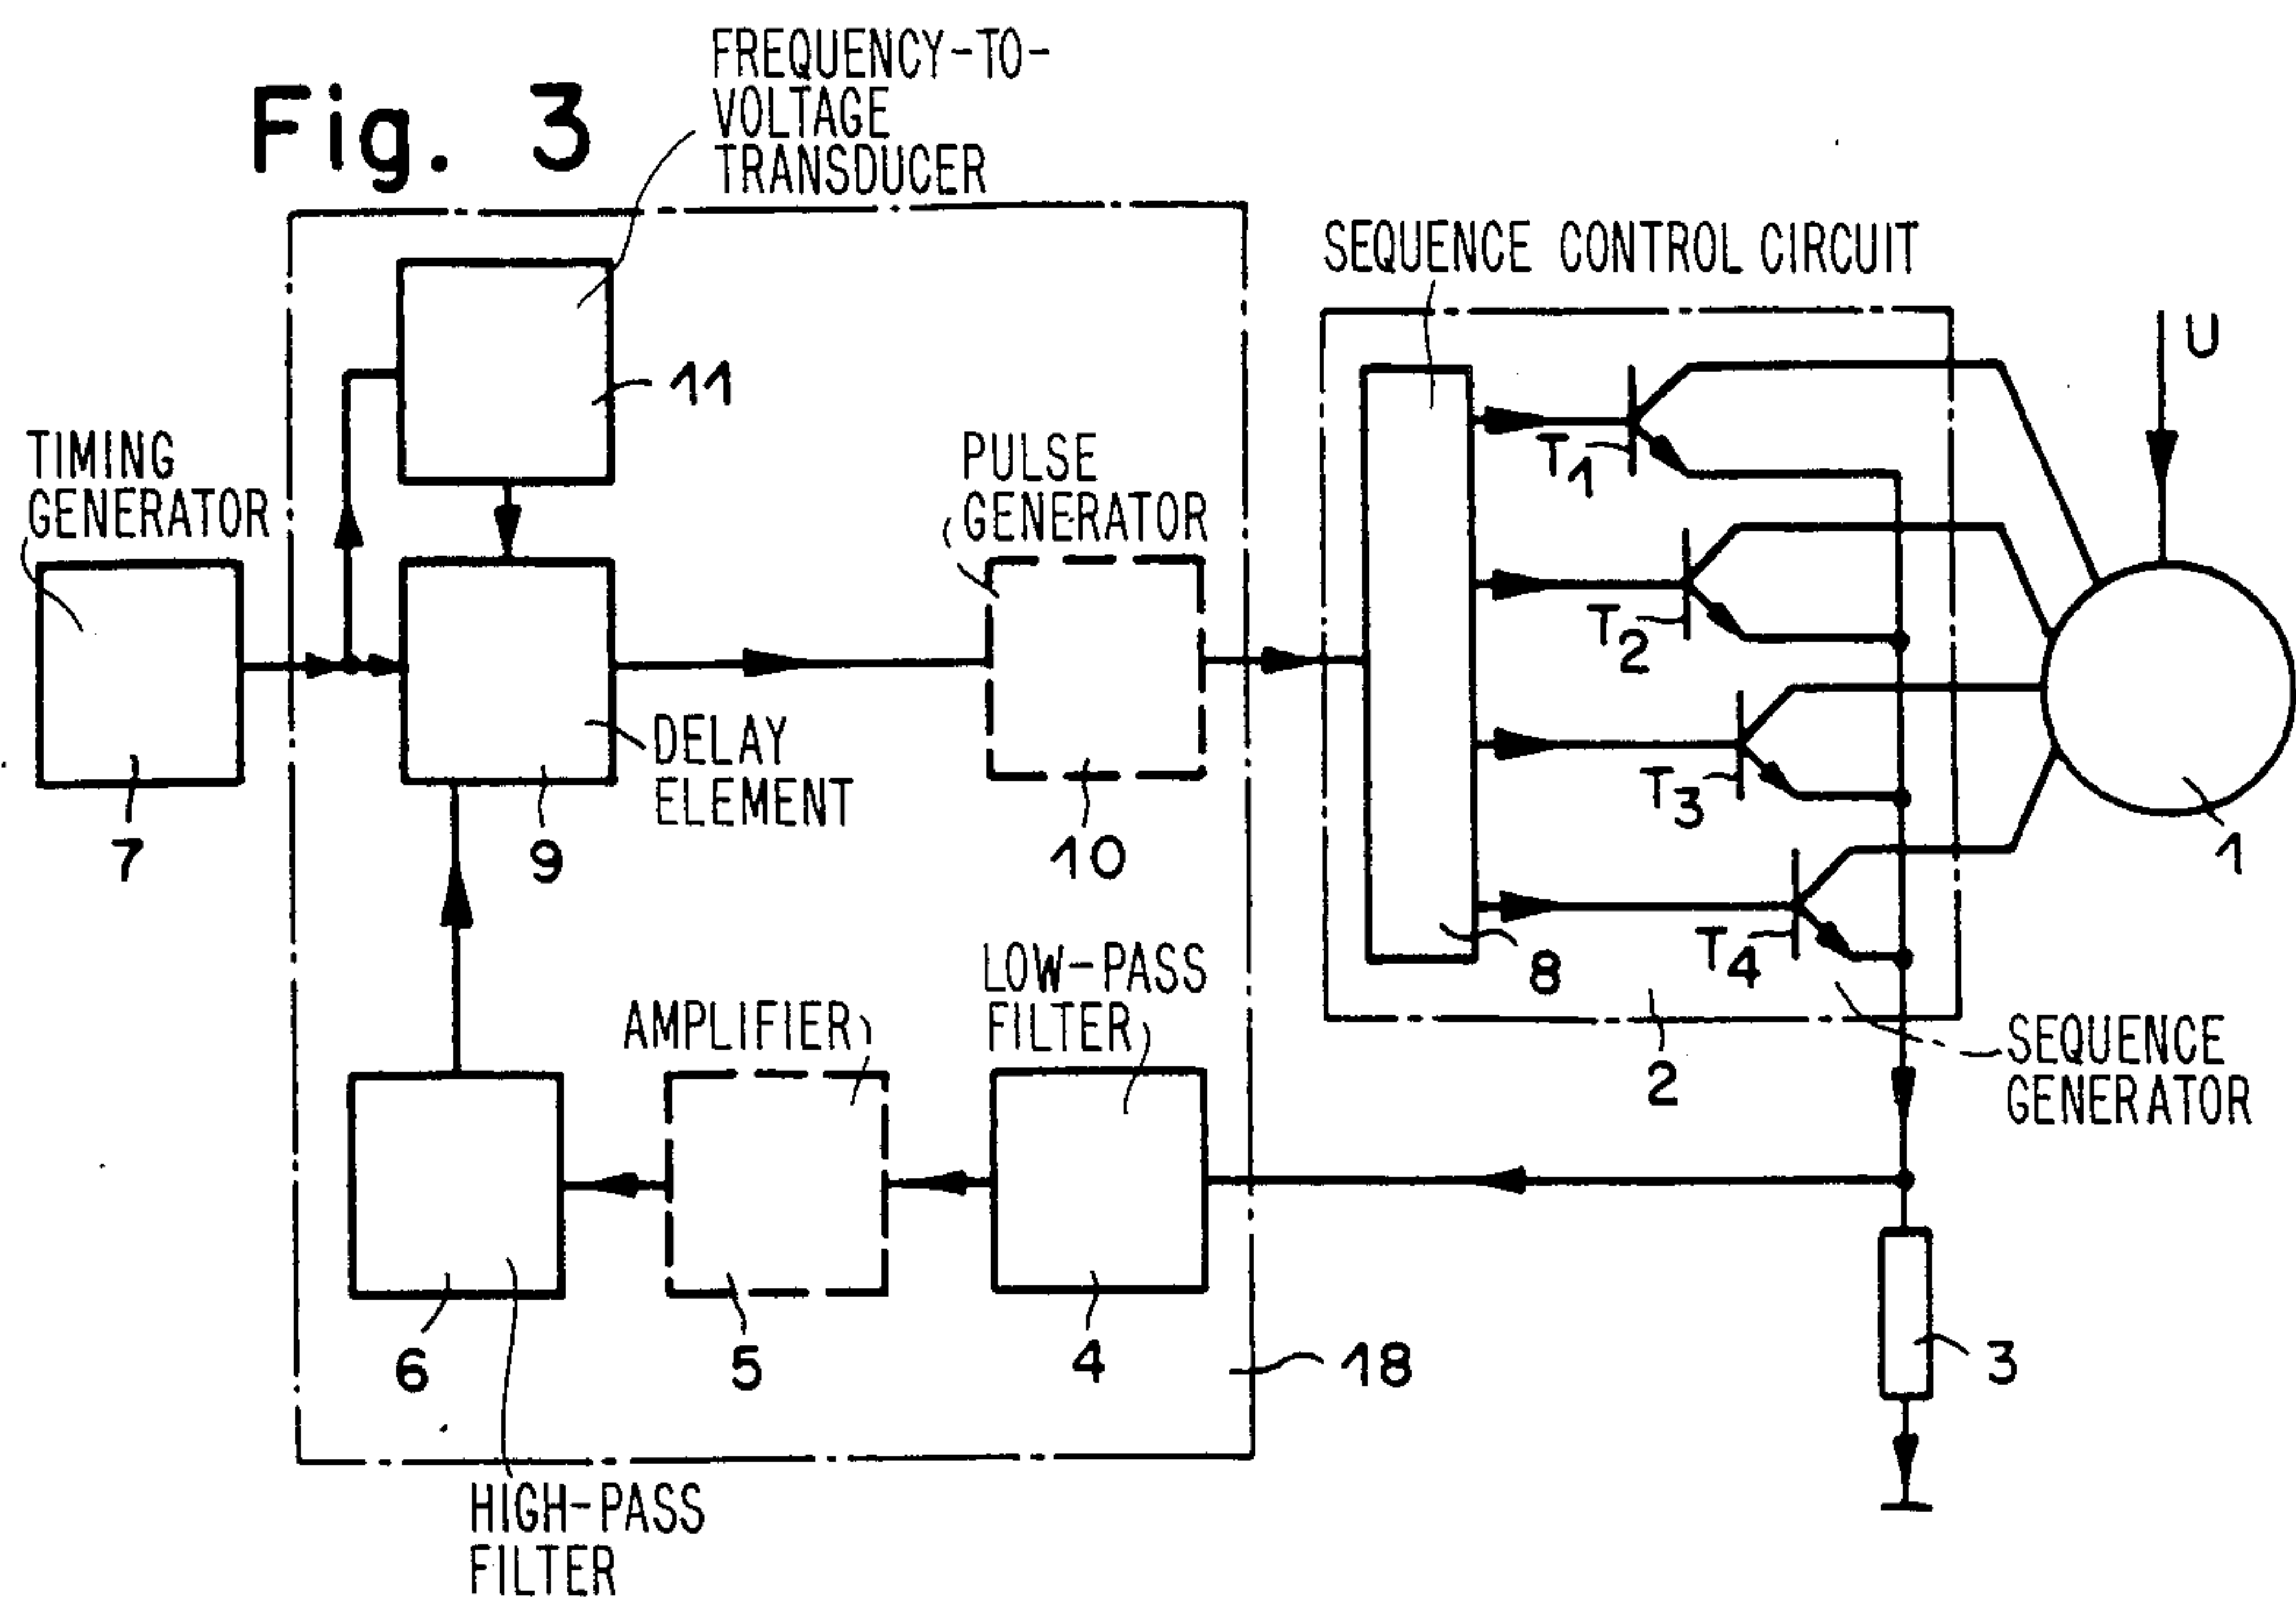 Fig. 3
FREQUENCY-TO-
VOLTAGE
TRANSDUCER
SEQUENCE CONTROL CIRCUIT
U
11
TIMING
GENERATOR
PULSE
GENERATOR
T1
T2
T3
T4
DELAY
ELEMENT
7
9
10
1
8
2
LOW-PASS
FILTER
AMPLIFIER
SEQUENCE
GENERATOR
6
5
4
18
3
HIGH-PASS
FILTER